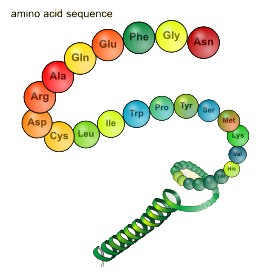 amino acid sequence
Asn
Gly
Phe
Glu
Gln
Ala
Arg
Asp
Cys
Leu
Ile
Trp
Pro
Tyr
Ser
Met
Lys
Val
His